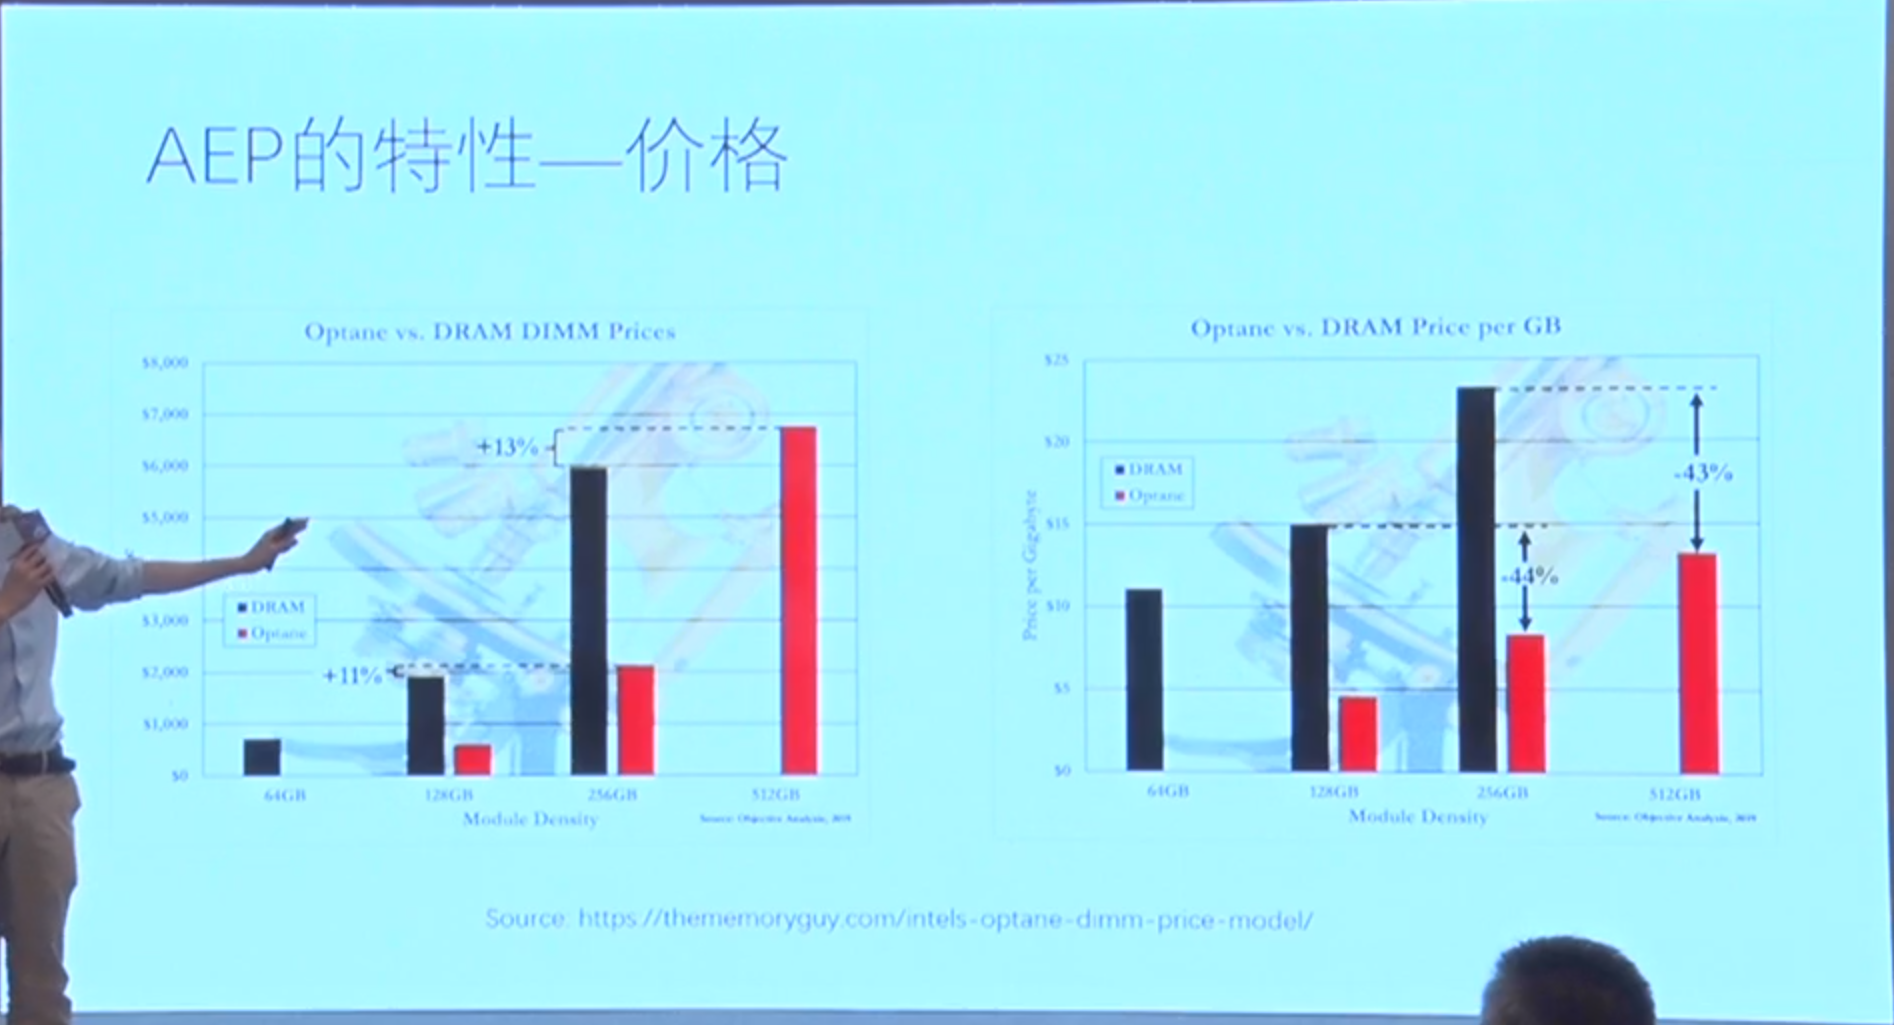 AEP的特性—价格
Optane vs. DRAM DIMM Prices
$8,000
$7,000
$6,000
$5,000
$3,000
$2,000
$1,000
$0
+13%
+11%
DRAM
Optane
64GB 128GB 256GB 512GB
Module Density
Source: Objective Analysis, 2019
Optane vs. DRAM Price per GB
Price per Gigabyte
$25
$20
$15
$10
$5
$0
DRAM
Optane
-43%
-44%
64GB 128GB 256GB 512GB
Module Density
Source: Objective Analysis, 2019
Source: https://thememoryguy.com/intels-optane-dimm-price-model/